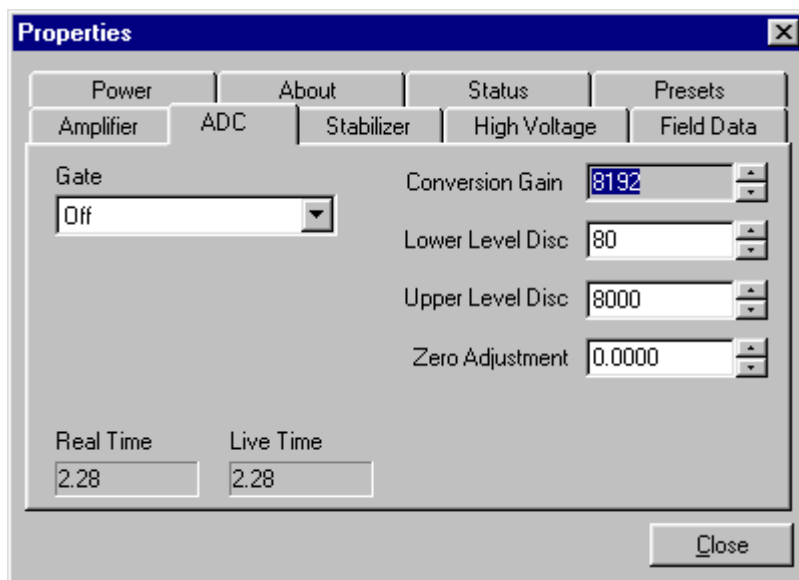 Properties
Power About Status Presets
Amplifier ADC Stabilizer High Voltage Field Data
Gate
Off
Conversion Gain 8192
Lower Level Disc 80
Upper Level Disc 8000
Zero Adjustment 0.0000
Real Time Live Time
2.28 2.28
Close